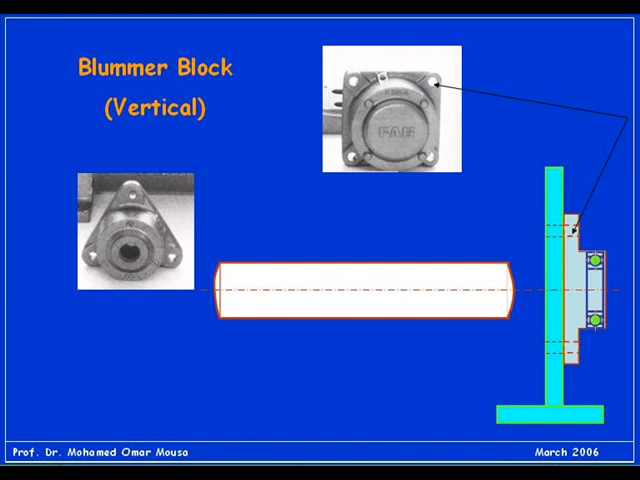 Blummer Block
(Vertical)
FAG
Prof. Dr. Mohamed Omar Mousa
March 2006